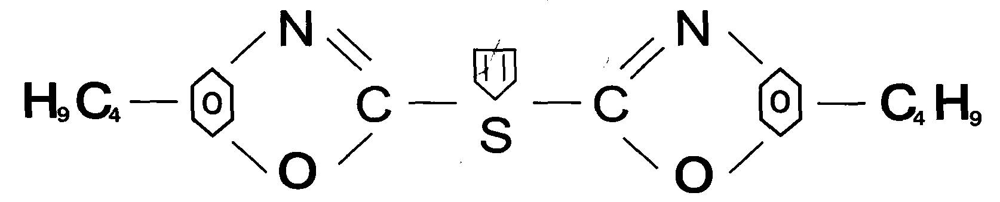 N N
H₉C₄ O C C O C₄H₉
S
O O